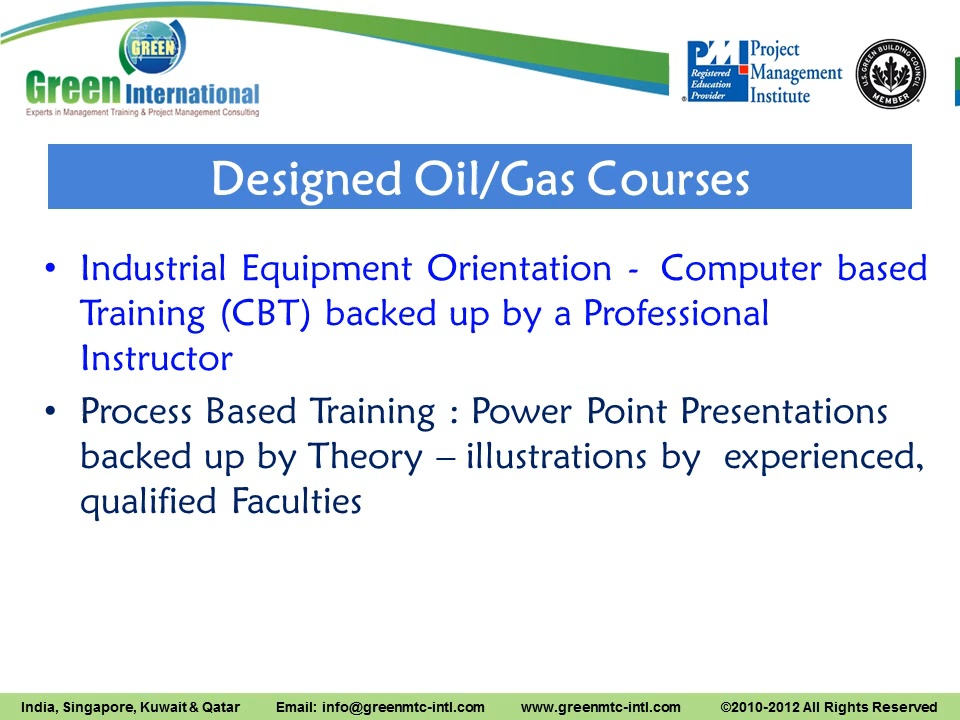 GREEN
Green International
Experts in Management Training & Project Management Consulting
PMI
Registered
Education
Provider
®
Project
Management
Institute
U.S. GREEN BUILDING COUNCIL
MEMBER
Designed Oil/Gas Courses
• Industrial Equipment Orientation - Computer based
Training (CBT) backed up by a Professional
Instructor
• Process Based Training : Power Point Presentations
backed up by Theory – illustrations by experienced,
qualified Faculties
India, Singapore, Kuwait & Qatar Email: info@greenmtc-intl.com www.greenmtc-intl.com ©2010-2012 All Rights Reserved